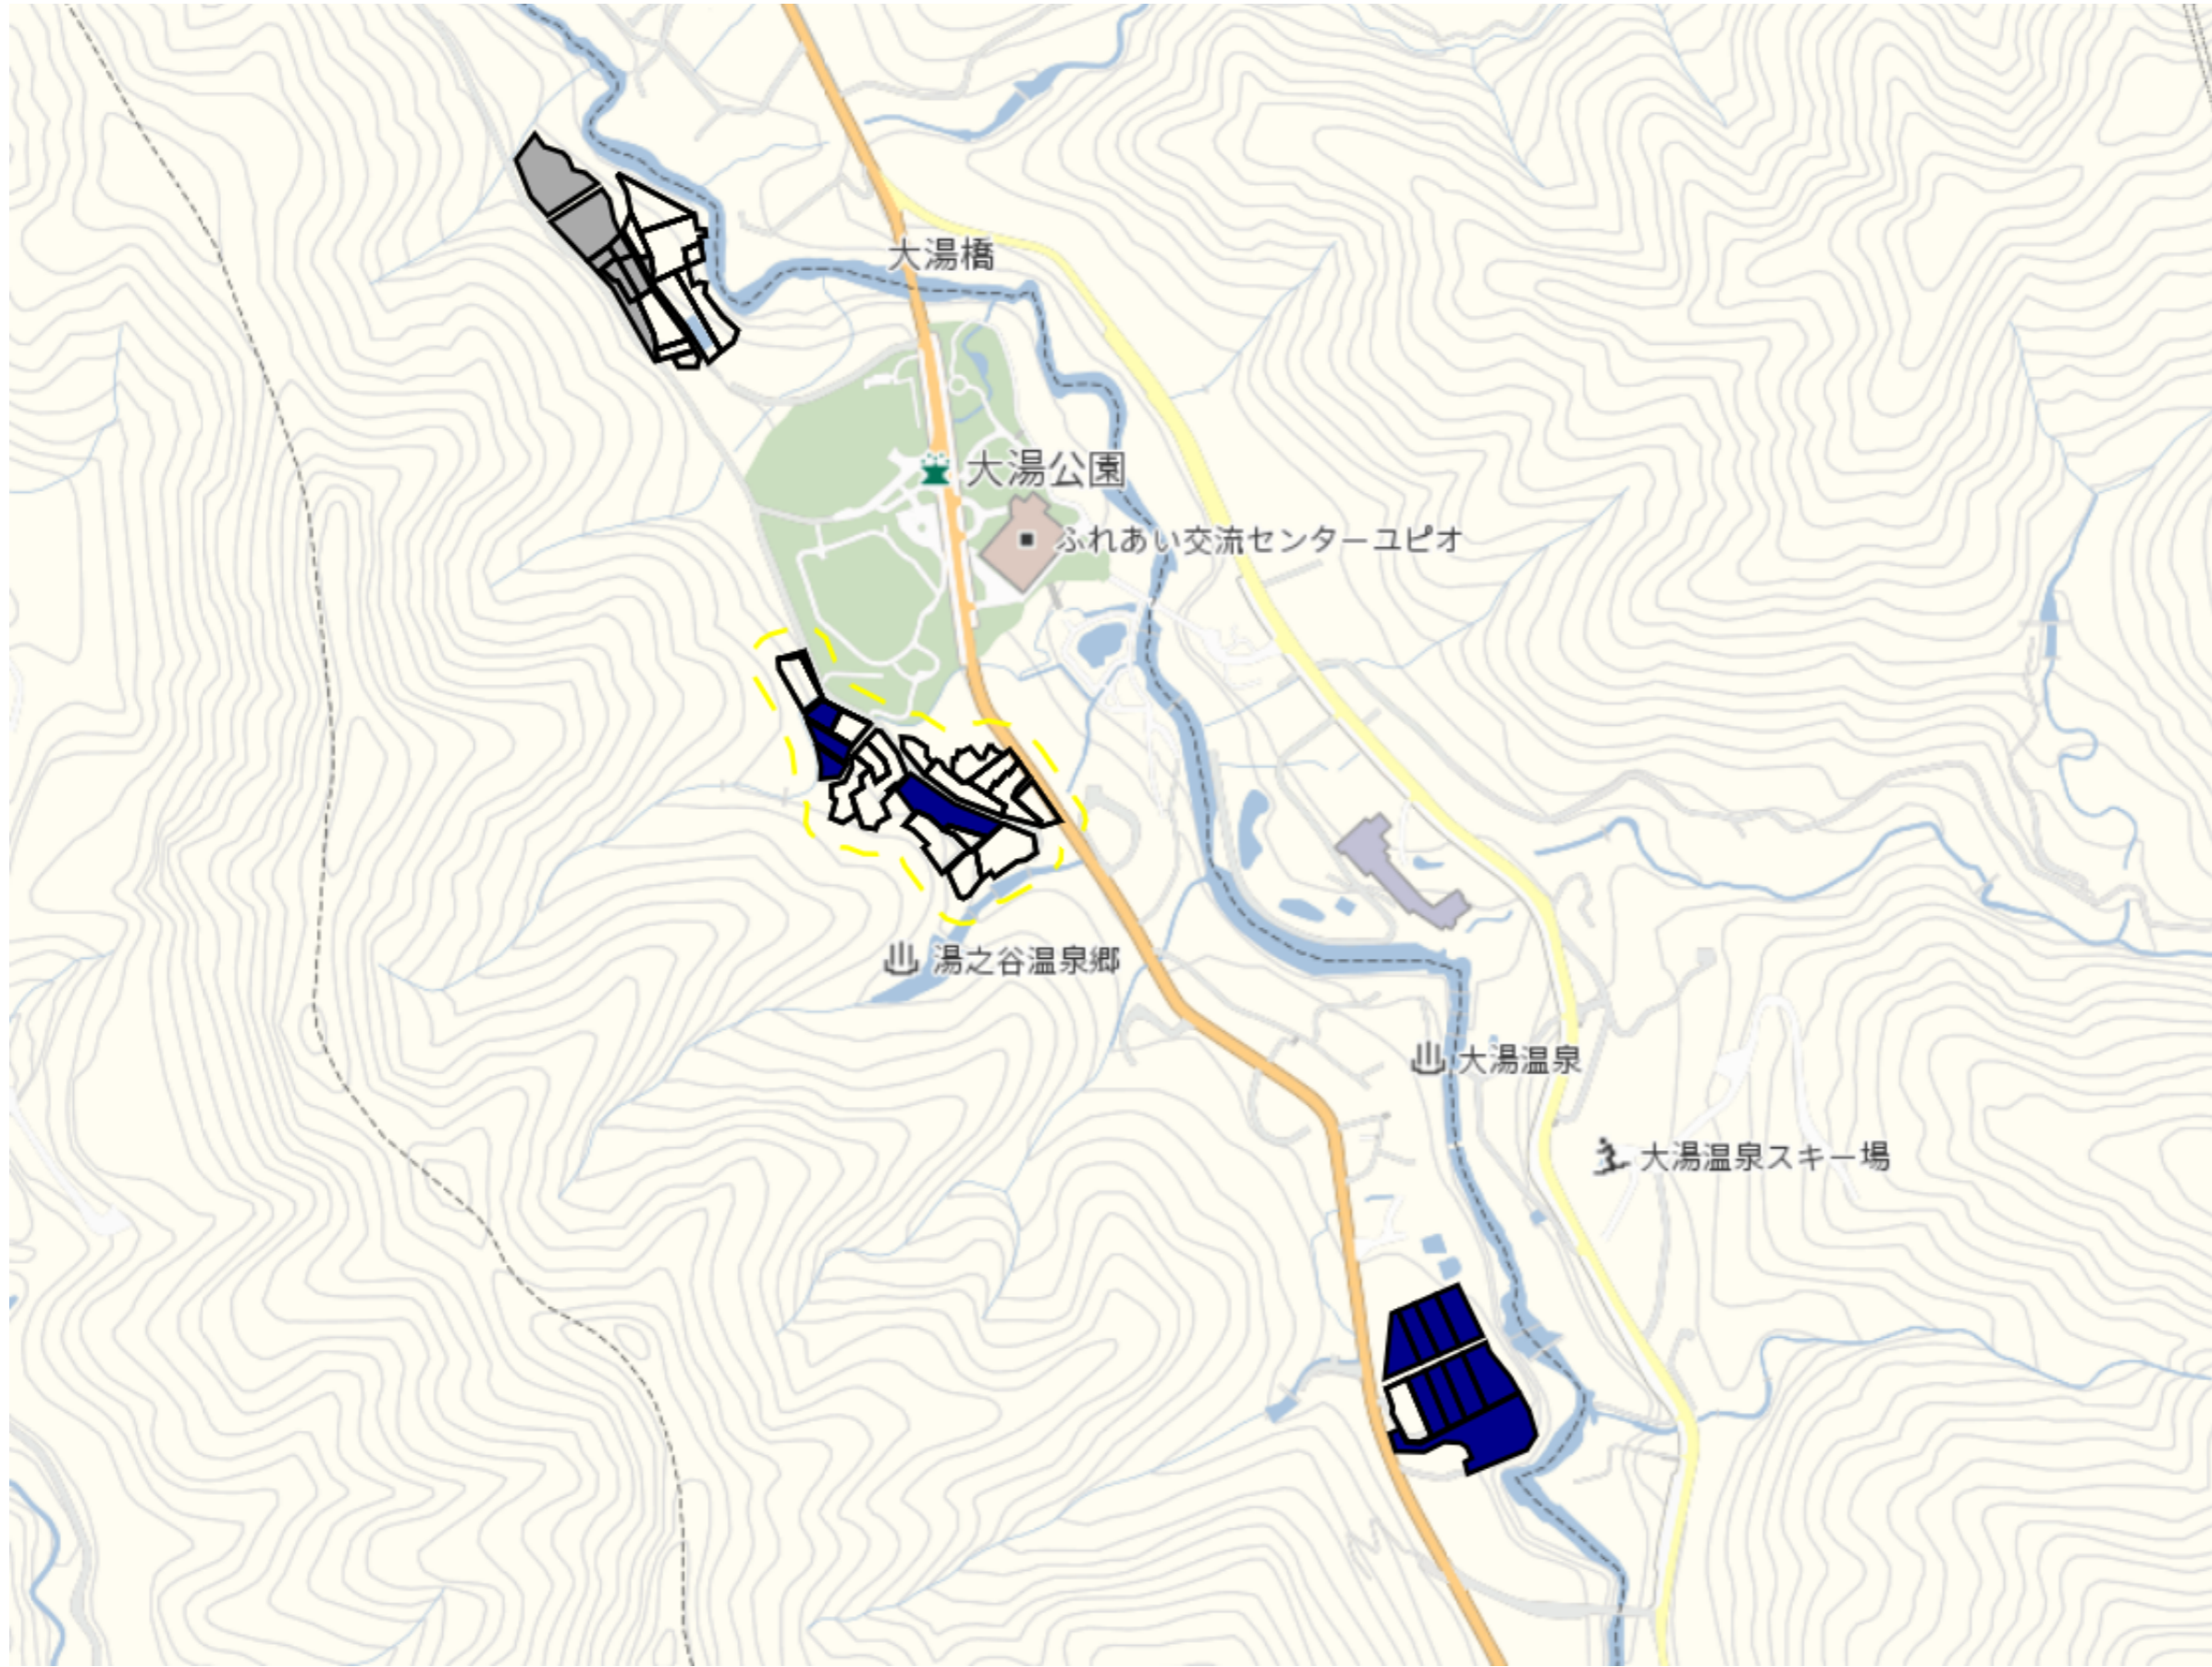 大湯橋
大湯公園
ふれあい交流センターユピオ
湯之谷温泉郷
大湯温泉
大湯温泉スキー場